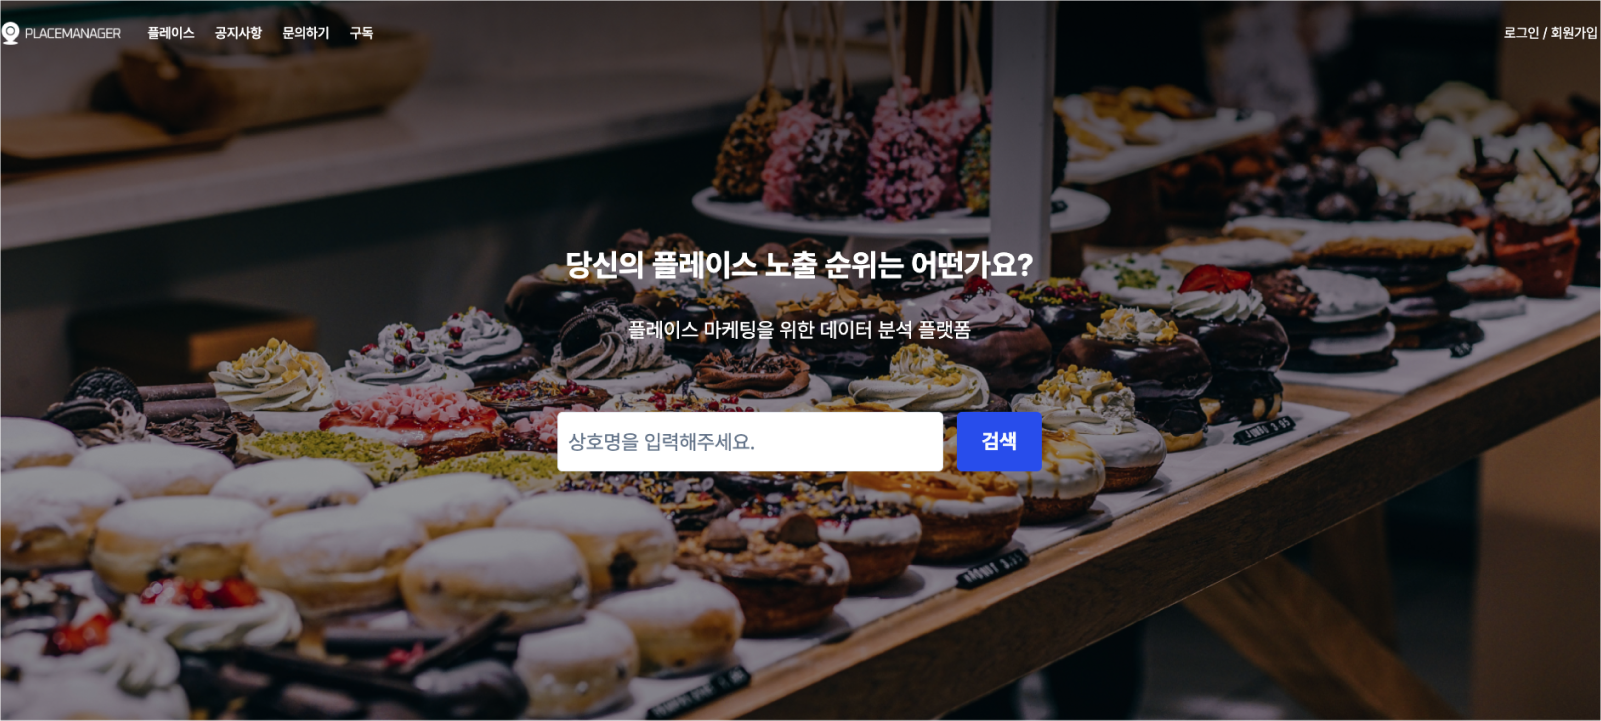 PLACEMANAGER 플레이스 공지사항 문의하기 구독 로그인 / 회원가입
당신의 플레이스 노출 순위는 어떤가요?
플레이스 마케팅을 위한 데이터 분석 플랫폼
상호명을 입력해주세요. 검색